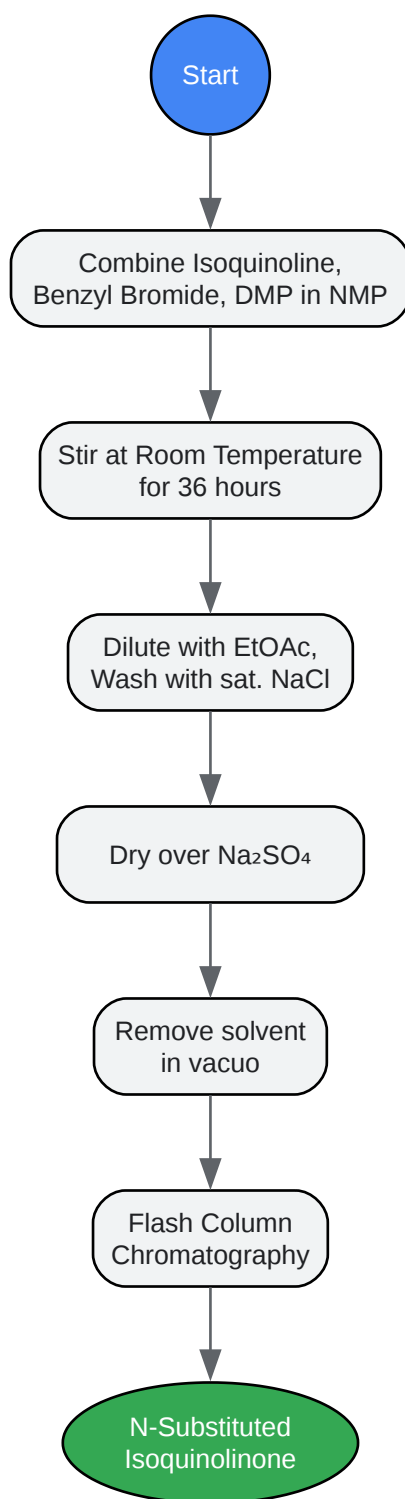 Start
Combine Isoquinoline,
Benzyl Bromide, DMP in NMP
Stir at Room Temperature
for 36 hours
Dilute with EtOAc,
Wash with sat. NaCl
Dry over Na₂SO₄
Remove solvent
in vacuo
Flash Column
Chromatography
N-Substituted
Isoquinolinone